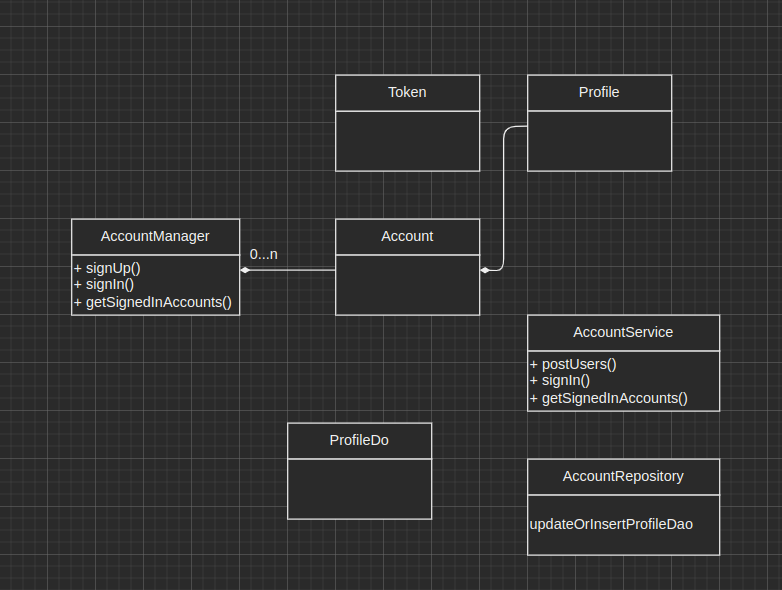 Token
Profile
AccountManager
+ signUp()
+ signIn()
+ getSignedInAccounts()
0...n
Account
AccountService
+ postUsers()
+ signIn()
+ getSignedInAccounts()
ProfileDo
AccountRepository
updateOrInsertProfileDao